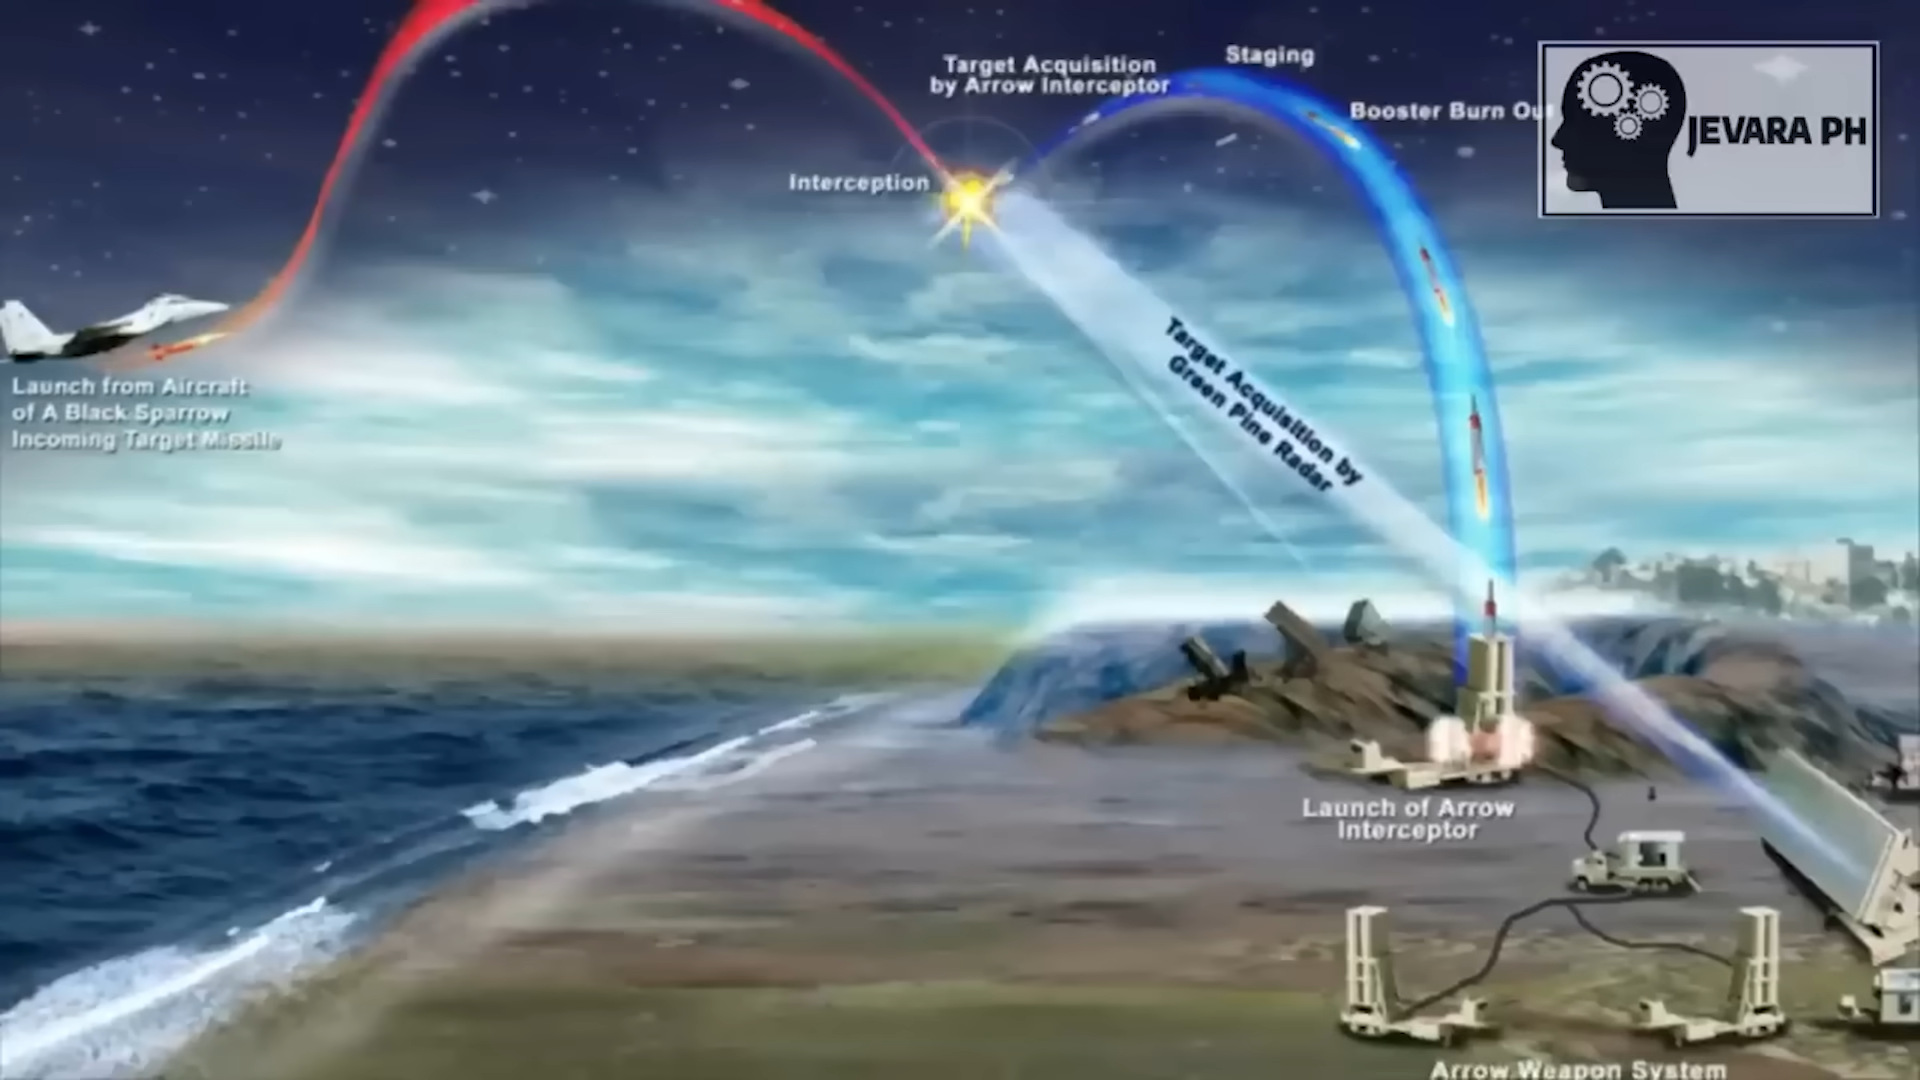 Staging
Target Acquisition
by Arrow Interceptor
Booster Burn Out
JEVARA PH
Interception
Target Acquisition by
Green Pine Radar
Launch from Aircraft
of A Black Sparrow
Incoming Target Missile
Launch of Arrow
Interceptor
Arrow Weapon System